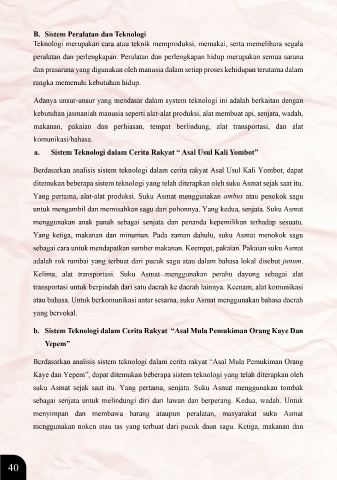 B. Sistem Peralatan dan Teknologi
Teknologi merupakan cara atau teknik memproduksi, memakai, serta memelihara segala
peralatan dan perlengkapan. Peralatan dan perlengkapan hidup merupakan semua sarana
dan prasarana yang digunakan oleh manusia dalam setiap proses kehidupan terutama dalam
rangka memenuhi kebutuhan hidup.
Adanya unsur-unsur yang mendasar dalam system teknologi ini adalah berkaitan dengan
kebutuhan jasmaniah manusia seperti alat-alat produksi, alat membuat api, senjata, wadah,
makanan, pakaian dan perhiasan, tempat berlindung, alat transportasi, dan alat
komunikasi/bahasa.
a. Sistem Teknologi dalam Cerita Rakyat “ Asal Usul Kali Yombot”
Berdasarkan analisis sistem teknologi dalam cerita rakyat Asal Usul Kali Yombot, dapat
ditemukan beberapa sistem teknologi yang telah diterapkan oleh suku Asmat sejak saat itu.
Yang pertama, alat-alat produksi. Suku Asmat menggunakan ambus atau penokok sagu
untuk mengambil dan memisahkan sagu dari pohonnya. Yang kedua, senjata. Suku Asmat
menggunakan anak panah sebagai senjata dan penanda kepemilikan terhadap sesuatu.
Yang ketiga, makanan dan minuman. Pada zaman dahulu, suku Asmat menokok sagu
sebagai cara untuk mendapatkan sumber makanan. Keempat, pakaian. Pakaian suku Asmat
adalah rok rumbai yang terbuat dari pucuk sagu atau dalam bahasa lokal disebut
Kelima, alat transportasi. Suku Asmat menggunakan perahu dayung sebagai alat
transportasi untuk berpindah dari satu daerah ke daerah lainnya. Keenam, alat komunikasi
atau bahasa. Untuk berkomunikasi antar sesama, suku Asmat menggunakan bahasa daerah
yang bervokal.
b. Sistem Teknologi dalam Cerita Rakyat “Asal Mula Pemukiman Orang Kaye Dan
Yepem”
Berdasarkan analisis sistem teknologi dalam cerita rakyat “Asal Mula Pemukiman Orang
Kaye dan Yepem”, dapat ditemukan beberapa sistem teknologi yang telah diterapkan oleh
suku Asmat sejak saat itu. Yang pertama, senjata. Suku Asmat menggunakan tombak
sebagai senjata untuk melindungi diri dari lawan dan berperang. Kedua, wadah. Untuk
menyimpan dan membawa barang ataupun peralatan, masyarakat suku Asmat
menggunakan noken atau tas yang terbuat dari pucuk daun sagu. Ketiga, makanan dan
40